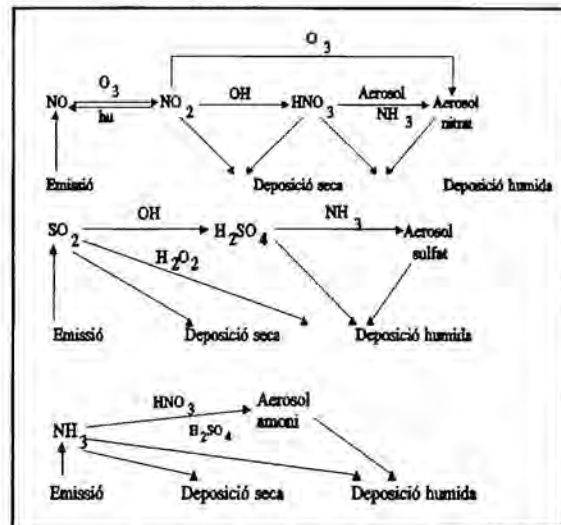 O3
O3
NO
hu
NO2
OH
HNO3
Aerosol
NH3
Aerosol
nitrat
Emissió
Deposició seca
Deposició humida
OH
NH3
SO2
H2SO4
Aerosol
sulfat
H2O2
Emissió
Deposició seca
Deposició humida
HNO3
Aerosol
amoni
NH3
H2SO4
Emissió
Deposició seca
Deposició humida